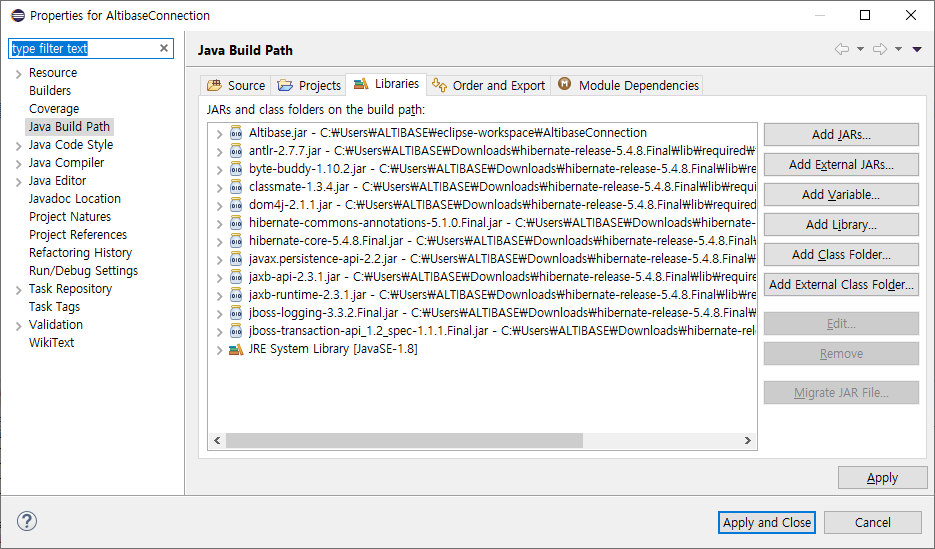 Properties for AltibaseConnection
type filter text
Resource
Builders
Coverage
Java Build Path
Java Code Style
Java Compiler
Java Editor
Javadoc Location
Project Natures
Project References
Refactoring History
Run/Debug Settings
Task Repository
Task Tags
Validation
WikiText
Java Build Path
Source Projects Libraries Order and Export Module Dependencies
JARs and class folders on the build path:
Altibase.jar - C:₩Users₩ALTIBASE₩eclipse-workspace₩AltibaseConnection
antlr-2.7.7.jar - C:₩Users₩ALTIBASE₩Downloads₩hibernate-release-5.4.8.Final₩lib₩required₩
byte-buddy-1.10.2.jar - C:₩Users₩ALTIBASE₩Downloads₩hibernate-release-5.4.8.Final₩lib₩re
classmate-1.3.4.jar - C:₩Users₩ALTIBASE₩Downloads₩hibernate-release-5.4.8.Final₩lib₩requi
dom4j-2.1.1.jar - C:₩Users₩ALTIBASE₩Downloads₩hibernate-release-5.4.8.Final₩lib₩required
hibernate-commons-annotations-5.1.0.Final.jar - C:₩Users₩ALTIBASE₩Downloads₩hibernate-
hibernate-core-5.4.8.Final.jar - C:₩Users₩ALTIBASE₩Downloads₩hibernate-release-5.4.8.Final
javax.persistence-api-2.2.jar - C:₩Users₩ALTIBASE₩Downloads₩hibernate-release-5.4.8.Final₩
jaxb-api-2.3.1.jar - C:₩Users₩ALTIBASE₩Downloads₩hibernate-release-5.4.8.Final₩lib₩require
jaxb-runtime-2.3.1.jar - C:₩Users₩ALTIBASE₩Downloads₩hibernate-release-5.4.8.Final₩lib₩re
jboss-logging-3.3.2.Final.jar - C:₩Users₩ALTIBASE₩Downloads₩hibernate-release-5.4.8.Final₩
jboss-transaction-api_1.2_spec-1.1.1.Final.jar - C:₩Users₩ALTIBASE₩Downloads₩hibernate-rel
JRE System Library [JavaSE-1.8]
Add JARs...
Add External JARs...
Add Variable...
Add Library...
Add Class Folder...
Add External Class Folder...
Edit...
Remove
Migrate JAR File...
Apply
Apply and Close Cancel